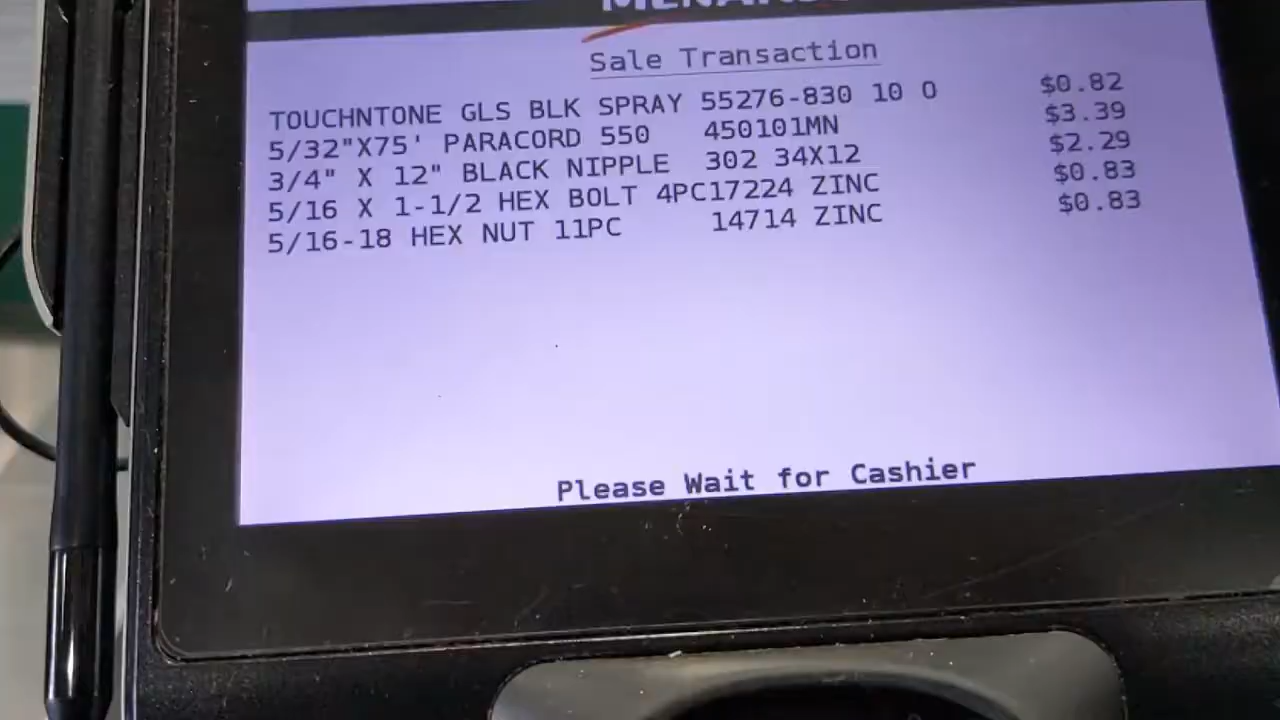 MENARDS
Sale Transaction
TOUCHNTONE GLS BLK SPRAY 55276-830 10 O $0.82
5/32"X75' PARACORD 550 450101MN $3.39
3/4" X 12" BLACK NIPPLE 302 34X12 $2.29
5/16 X 1-1/2 HEX BOLT 4PC17224 ZINC $0.83
5/16-18 HEX NUT 11PC 14714 ZINC $0.83
Please Wait for Cashier